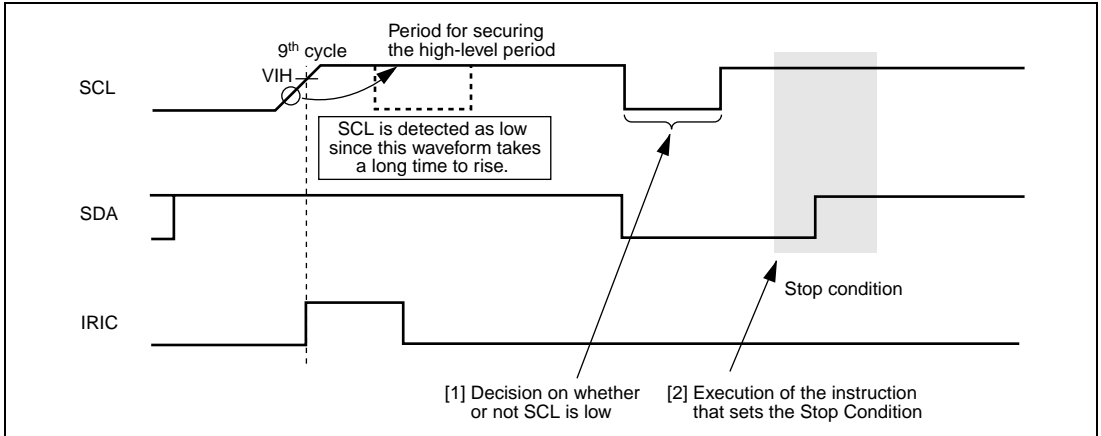 Period for securing
the high-level period
9th cycle
VIH
SCL
SCL is detected as low
since this waveform takes
a long time to rise.
SDA
Stop condition
IRIC
[1] Decision on whether
or not SCL is low
[2] Execution of the instruction
that sets the Stop Condition